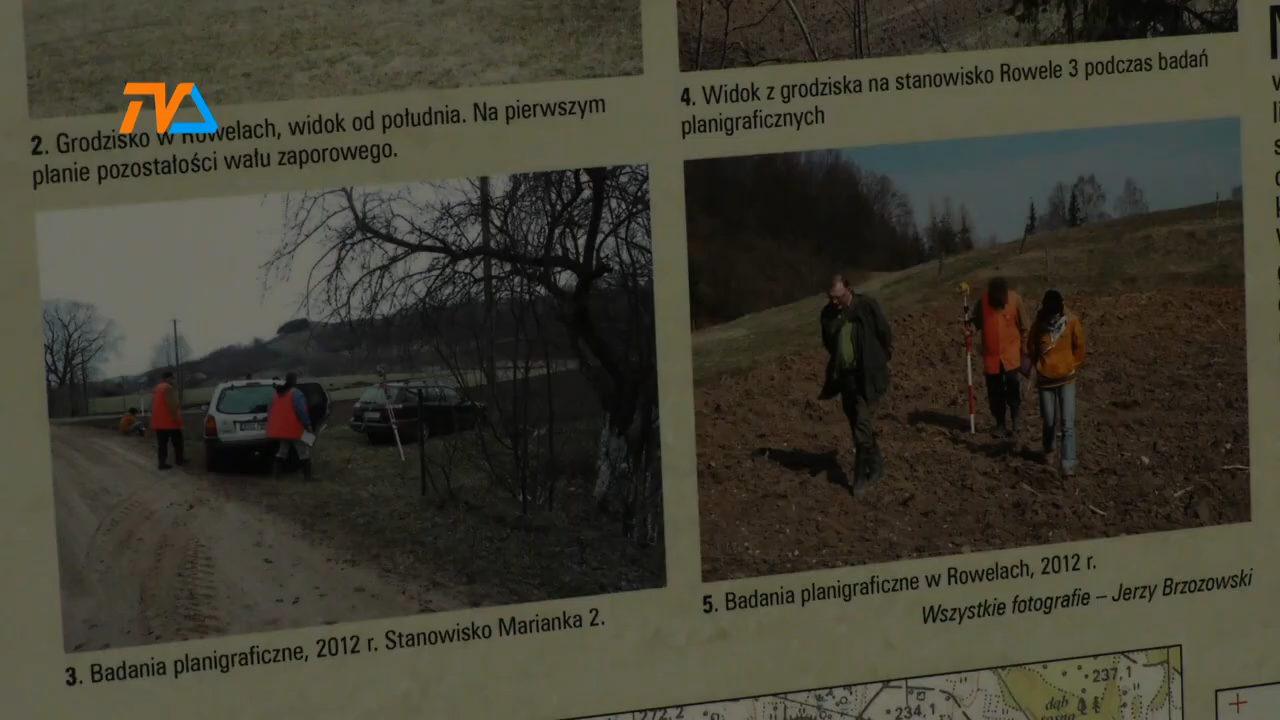 TVA
2. Grodzisko w Rowelach, widok od południa. Na pierwszym
planie pozostałości wału zaporowego.
4. Widok z grodziska na stanowisko Rowele 3 podczas badań
planigraficznych
3. Badania planigraficzne, 2012 r. Stanowisko Marianka 2.
5. Badania planigraficzne w Rowelach, 2012 r.
Wszystkie fotografie – Jerzy Brzozowski
237,1
234,1
dąb